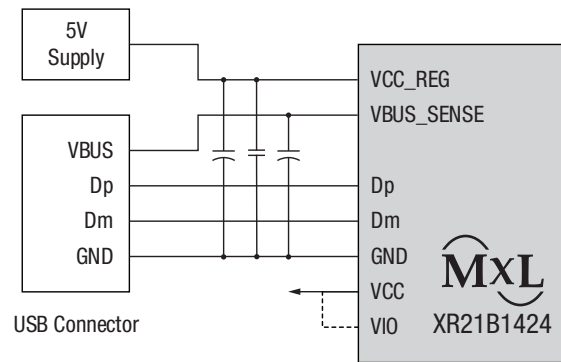 5V
Supply
VCC_REG
VBUS_SENSE
VBUS
Dp
Dp
Dm
Dm
GND
GND
VCC
VIO
MxL
XR21B1424
USB Connector